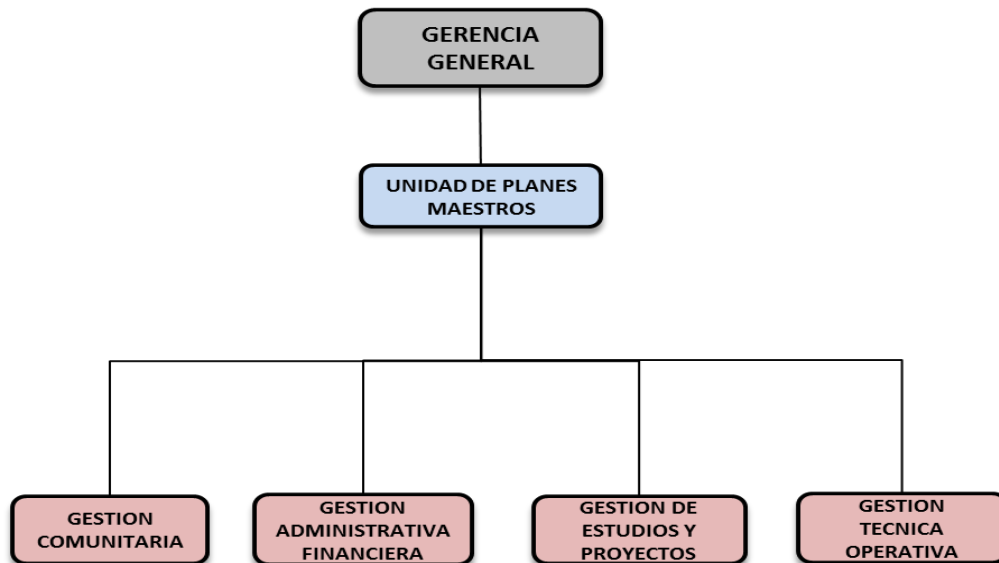 GERENCIA
GENERAL
UNIDAD DE PLANES
MAESTROS
GESTION
COMUNITARIA
GESTION
ADMINISTRATIVA
FINANCIERA
GESTION DE
ESTUDIOS Y
PROYECTOS
GESTION
TECNICA
OPERATIVA